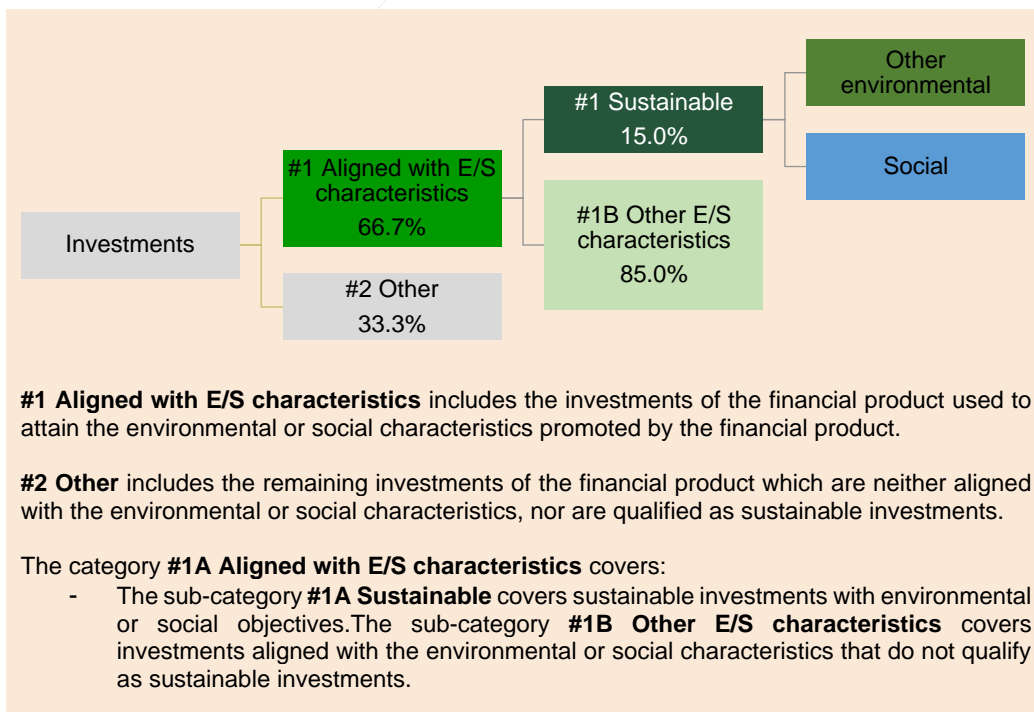 Other
environmental
#1 Sustainable
15.0%
#1 Aligned with E/S
characteristics
66.7%
Social
#1B Other E/S
characteristics
85.0%
Investments
#2 Other
33.3%
#1 Aligned with E/S characteristics includes the investments of the financial product used to
attain the environmental or social characteristics promoted by the financial product.
#2 Other includes the remaining investments of the financial product which are neither aligned
with the environmental or social characteristics, nor are qualified as sustainable investments.
The category #1A Aligned with E/S characteristics covers:
- The sub-category #1A Sustainable covers sustainable investments with environmental
or social objectives.The sub-category #1B Other E/S characteristics covers
investments aligned with the environmental or social characteristics that do not qualify
as sustainable investments.